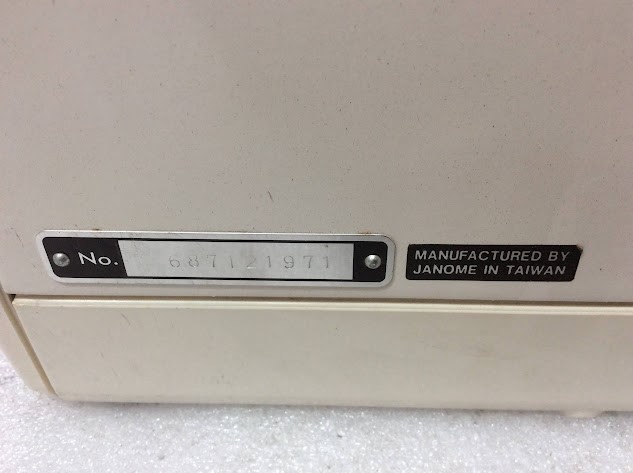 No. 687121971
MANUFACTURED BY
JANOME IN TAIWAN